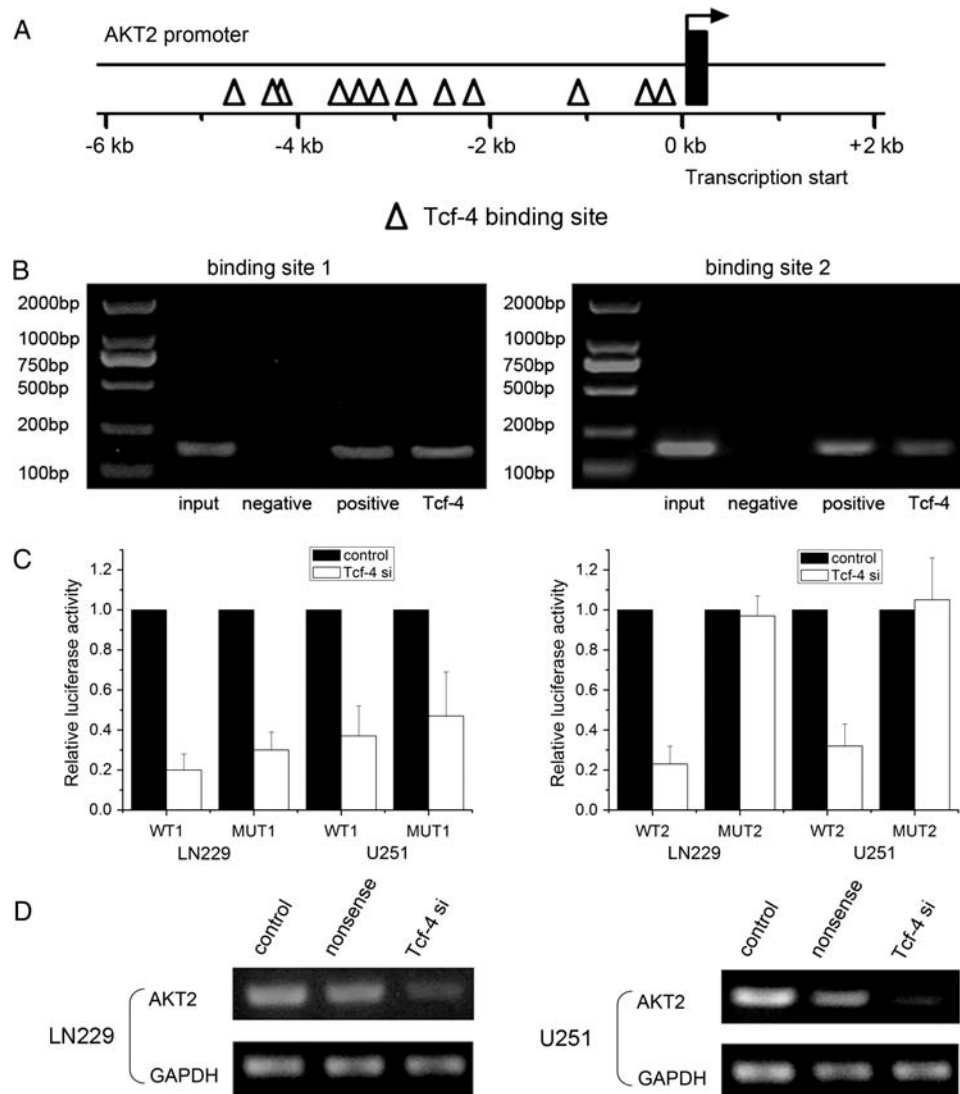 A
AKT2 promoter
-6 kb
-4 kb
-2 kb
0 kb
+2 kb
Transcription start
Tcf-4 binding site
B
binding site 1
2000bp
1000bp
750bp
500bp
200bp
100bp
input negative positive Tcf-4
binding site 2
2000bp
1000bp
750bp
500bp
200bp
100bp
input negative positive Tcf-4
C
Relative luciferase activity
1.2
1.0
0.8
0.6
0.4
0.2
0.0
control
Tcf-4 si
WT1 MUT1 WT1 MUT1
LN229 U251
Relative luciferase activity
1.2
1.0
0.8
0.6
0.4
0.2
0.0
control
Tcf-4 si
WT2 MUT2 WT2 MUT2
LN229 U251
D
control nonsense Tcf-4 si
LN229
AKT2
GAPDH
control nonsense Tcf-4 si
U251
AKT2
GAPDH